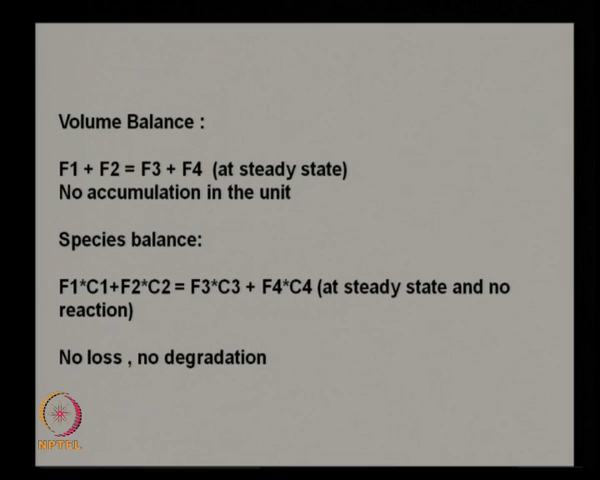 Volume Balance :
F1 + F2 = F3 + F4 (at steady state)
No accumulation in the unit
Species balance:
F1*C1+F2*C2 = F3*C3 + F4*C4 (at steady state and no
reaction)
No loss , no degradation
NPTEL